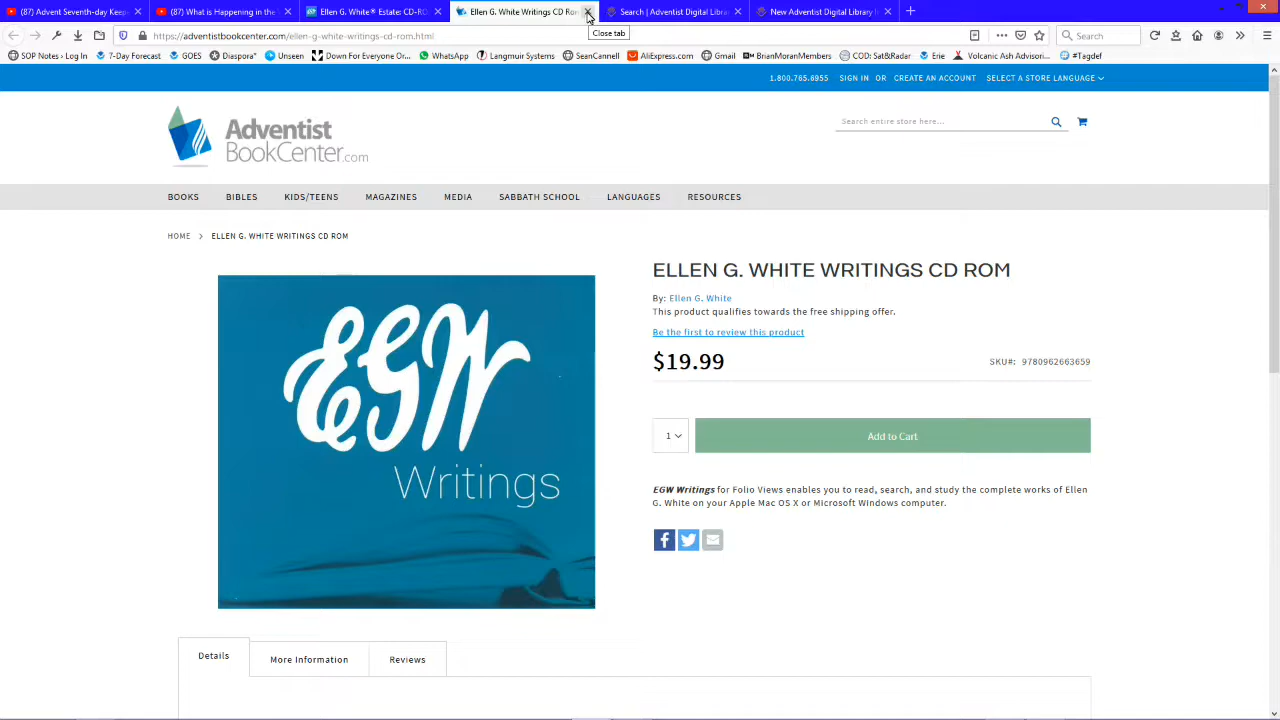 (87) Advent Seventh-day Keepi
(87) What is Happening in the
Ellen G. White® Estate: CD-RO
Ellen G. White Writings CD Rom
Search | Adventist Digital Libra
New Adventist Digital Library I
Close tab
https://adventistbookcenter.com/ellen-g-white-writings-cd-rom.html
Search
SOP Notes › Log In
7-Day Forecast
GOES
Diaspora*
Unseen
Down For Everyone Or...
WhatsApp
Langmuir Systems
SeanCannell
AliExpress.com
Gmail
BrianMoranMembers
COD: Sat&Radar
Erie
Volcanic Ash Advisori...
#Tagdef
1.800.765.6955 SIGN IN OR CREATE AN ACCOUNT SELECT A STORE LANGUAGE
Adventist
BookCenter.com
Search entire store here...
BOOKS BIBLES KIDS/TEENS MAGAZINES MEDIA SABBATH SCHOOL LANGUAGES RESOURCES
HOME > ELLEN G. WHITE WRITINGS CD ROM
EGW
Writings
ELLEN G. WHITE WRITINGS CD ROM
By: Ellen G. White
This product qualifies towards the free shipping offer.
Be the first to review this product
$19.99
SKU#: 9780962663659
1
Add to Cart
EGW Writings for Folio Views enables you to read, search, and study the complete works of Ellen
G. White on your Apple Mac OS X or Microsoft Windows computer.
Details
More Information
Reviews